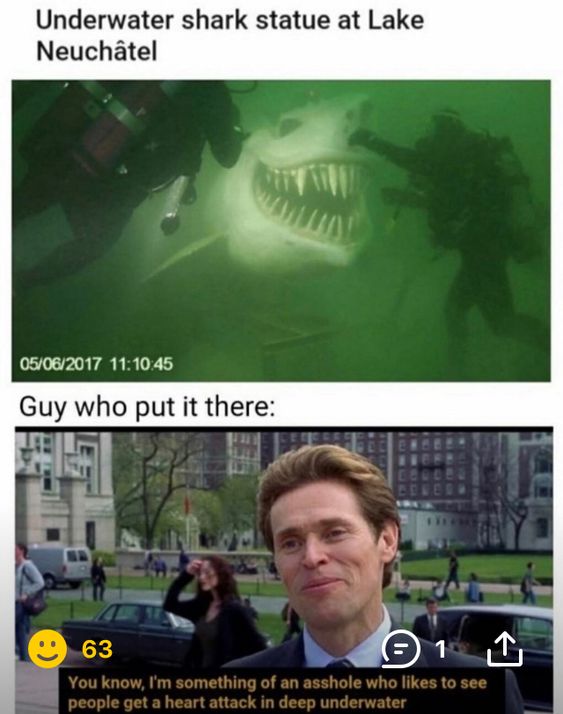 Underwater shark statue at Lake
Neuchâtel
05/06/2017 11:10:45
Guy who put it there:
63
1
You know, I'm something of an asshole who likes to see
people get a heart attack in deep underwater